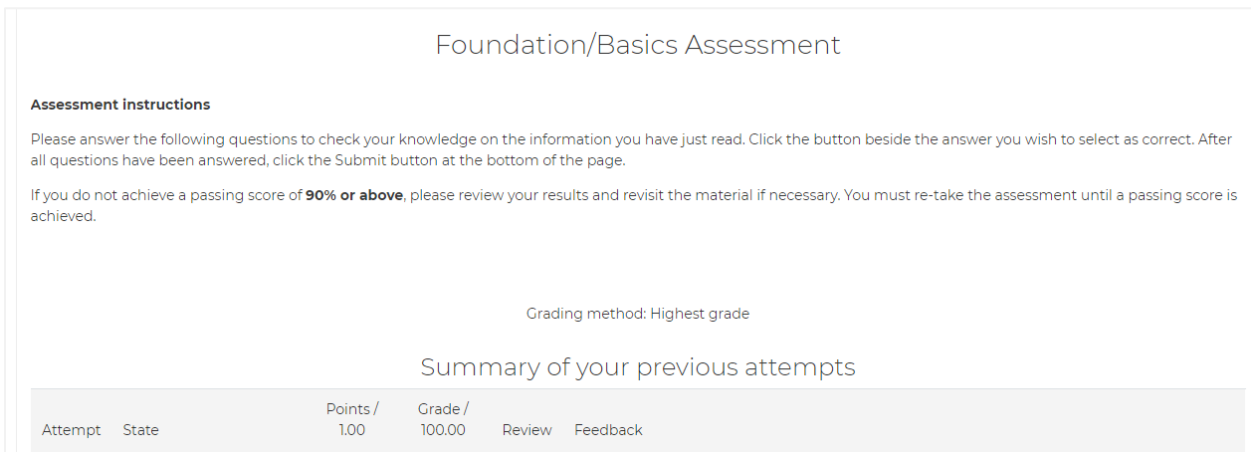 Foundation/Basics Assessment
Assessment instructions
Please answer the following questions to check your knowledge on the information you have just read. Click the button beside the answer you wish to select as correct. After
all questions have been answered, click the Submit button at the bottom of the page.
If you do not achieve a passing score of 90% or above, please review your results and revisit the material if necessary. You must re-take the assessment until a passing score is
achieved.
Grading method: Highest grade
Summary of your previous attempts
Points / Grade /
Attempt State 1.00 100.00 Review Feedback